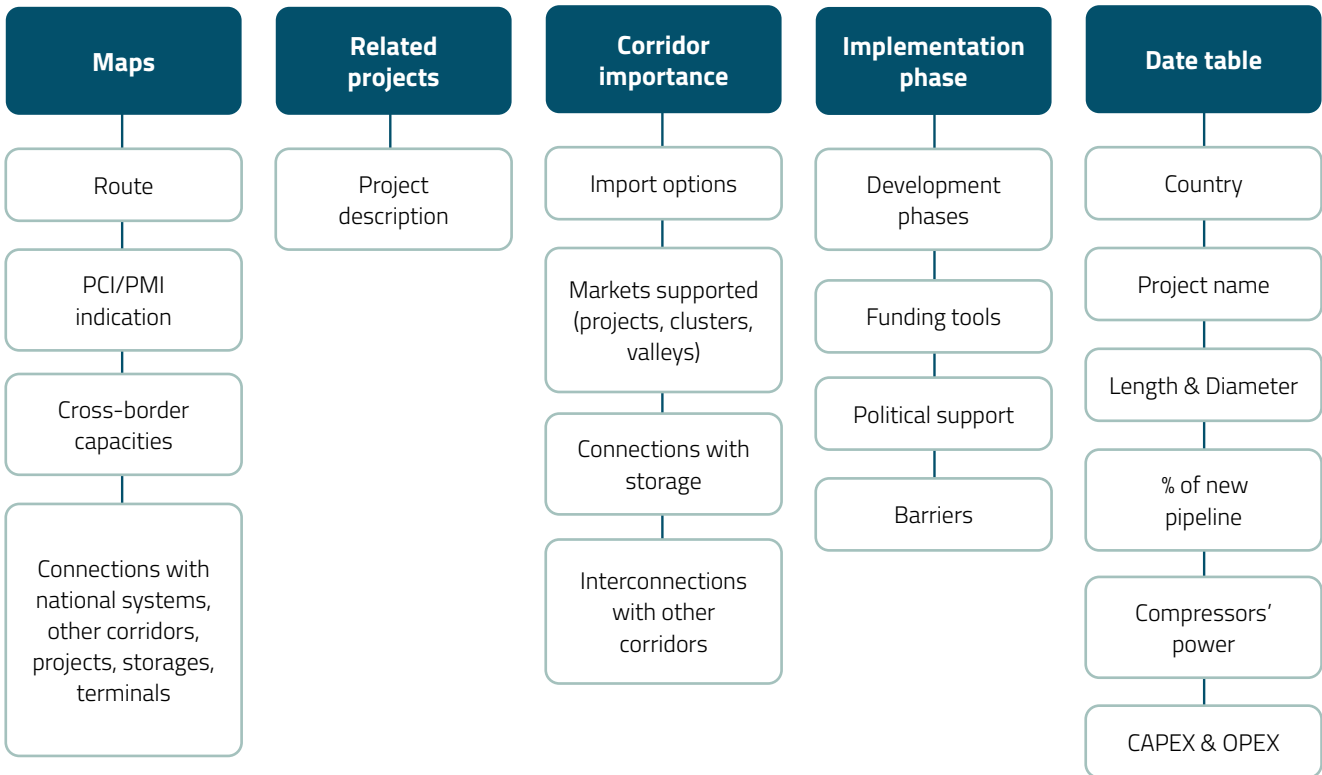 Maps
Route
PCI/PMI
indication
Cross-border
capacities
Connections with
national systems,
other corridors,
projects, storages,
terminals
Related
projects
Project
description
Corridor
importance
Import options
Markets supported
(projects, clusters,
valleys)
Connections with
storage
Interconnections
with other
corridors
Implementation
phase
Development
phases
Funding tools
Political support
Barriers
Date table
Country
Project name
Length & Diameter
% of new
pipeline
Compressors’
power
CAPEX & OPEX